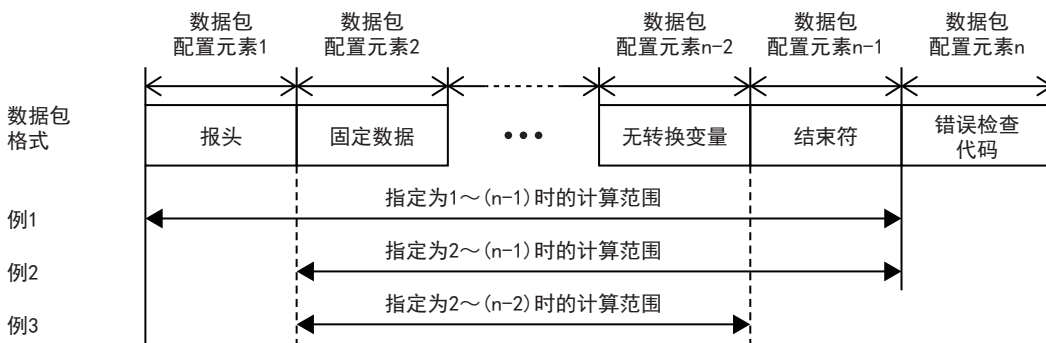 数据包
配置元素1
数据包
配置元素2
数据包
配置元素n-2
数据包
配置元素n-1
数据包
配置元素n
数据包
格式
报头
固定数据
•••
无转换变量
结束符
错误检查
代码
例1
指定为1～(n-1)时的计算范围
例2
指定为2～(n-1)时的计算范围
例3
指定为2～(n-2)时的计算范围